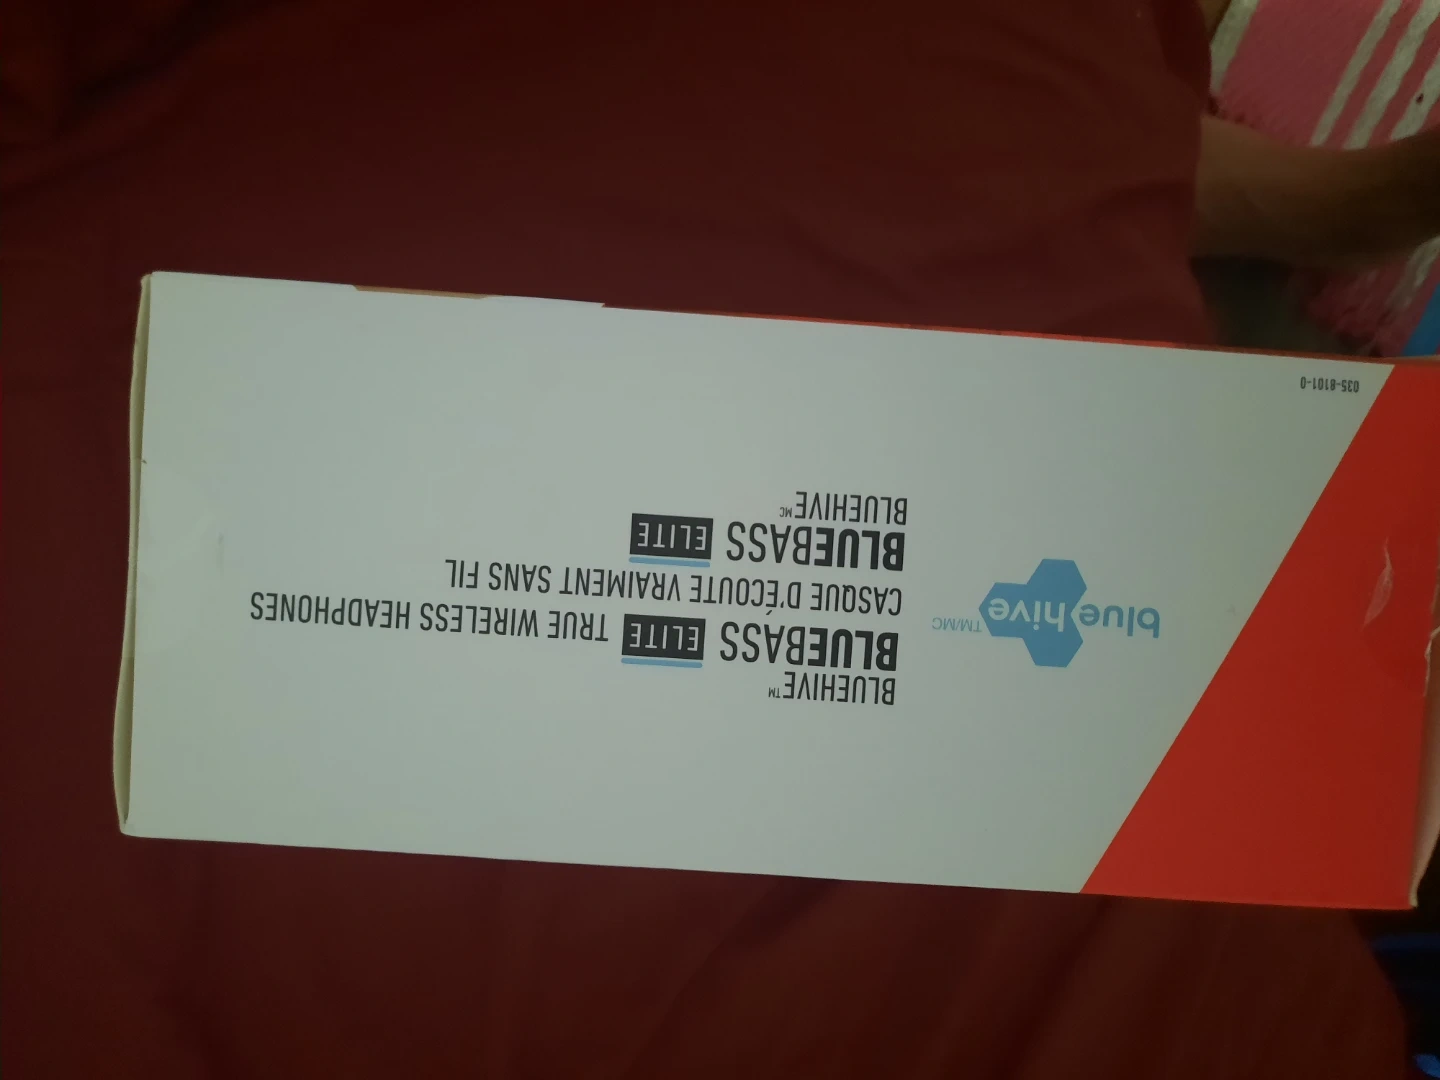 blue hive TM/MC
BLUEHIVE™
BLUEBASS ELITE TRUE WIRELESS HEADPHONES
CASQUE D'ÉCOUTE VRAIMENT SANS FIL
BLUEBASS ELITE
BLUEHIVE MC
035-8101-0